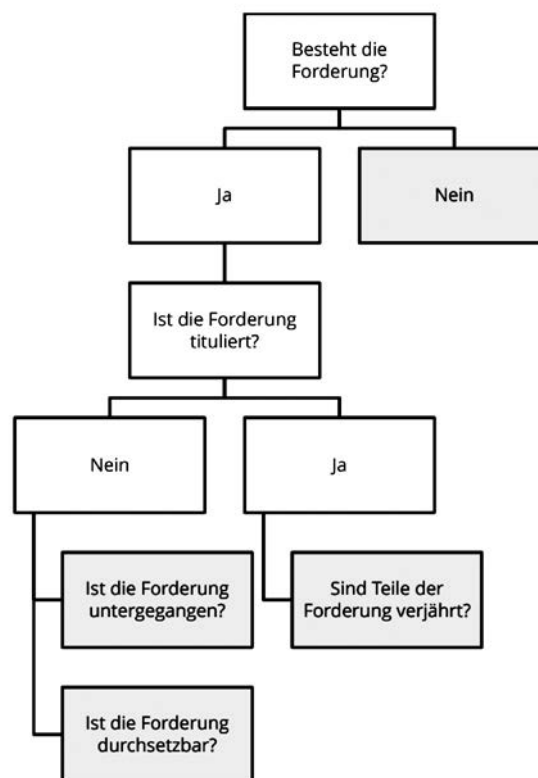 Besteht die
Forderung?
Ja
Nein
Ist die Forderung
tituliert?
Nein
Ja
Ist die Forderung
untergegangen?
Sind Teile der
Forderung verjährt?
Ist die Forderung
durchsetzbar?